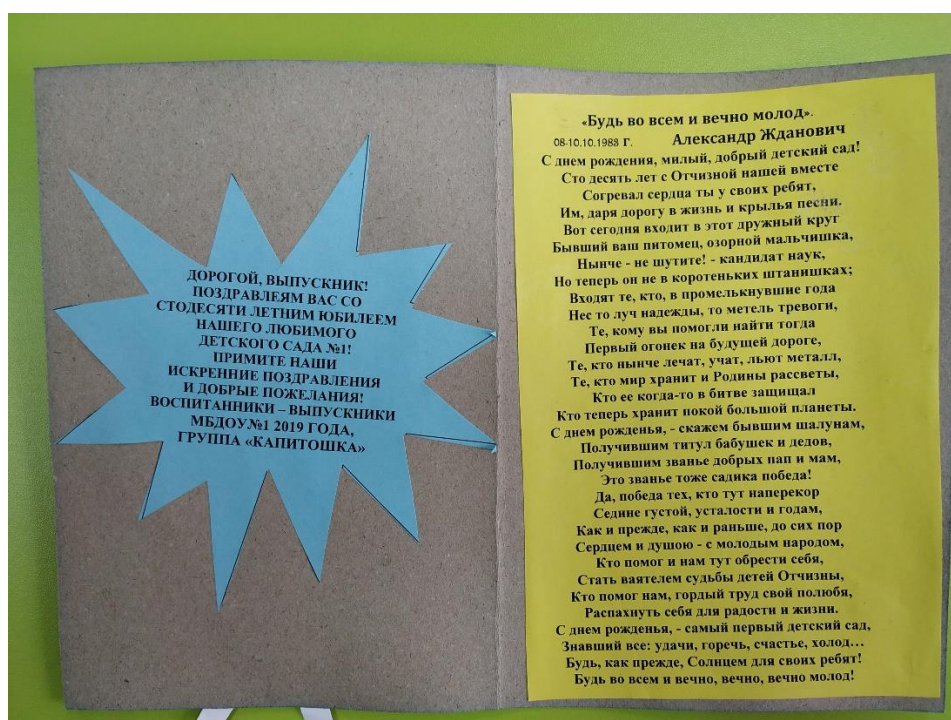 ДОРОГОЙ, ВЫПУСКНИК!
ПОЗДРАВЛЕЯМ ВАС СО
СТОДЕСЯТИ ЛЕТНИМ ЮБИЛЕЕМ
НАШЕГО ЛЮБИМОГО
ДЕТСКОГО САДА №1!
ПРИМИТЕ НАШИ
ИСКРЕННИЕ ПОЗДРАВЛЕНИЯ
И ДОБРЫЕ ПОЖЕЛАНИЯ!
ВОСПИТАННИКИ – ВЫПУСКНИКИ
МБДОУ№1 2019 ГОДА,
ГРУППА «КАПИТОШКА»
«Будь во всем и вечно молод».
08-10.10.1988 г. Александр Жданович
С днем рождения, милый, добрый детский сад!
Сто десять лет с Отчизной нашей вместе
Согревал сердца ты у своих ребят,
Им, даря дорогу в жизнь и крылья песни.
Вот сегодня входит в этот дружный круг
Бывший ваш питомец, озорной мальчишка,
Нынче - не шутите! - кандидат наук,
Но теперь он не в коротеньких штанишках;
Входят те, кто, в промелькнувшие года
Нес то луч надежды, то метель тревоги,
Те, кому вы помогли найти тогда
Первый огонек на будущей дороге,
Те, кто нынче лечат, учат, льют металл,
Те, кто мир хранит и Родины рассветы,
Кто ее когда-то в битве защищал
Кто теперь хранит покой большой планеты.
С днем рожденья, - скажем бывшим шалунам,
Получившим титул бабушек и дедов,
Получившим званье добрых пап и мам,
Это званье тоже садика победа!
Да, победа тех, кто тут наперекор
Седине густой, усталости и годам,
Как и прежде, как и раньше, до сих пор
Сердцем и душою - с молодым народом,
Кто помог и нам тут обрести себя,
Стать ваятелем судьбы детей Отчизны,
Кто помог нам, гордый труд свой полюбя,
Распахнуть себя для радости и жизни.
С днем рожденья, - самый первый детский сад,
Знавший все: удачи, горечь, счастье, холод…
Будь, как прежде, Солнцем для своих ребят!
Будь во всем и вечно, вечно, вечно молод!